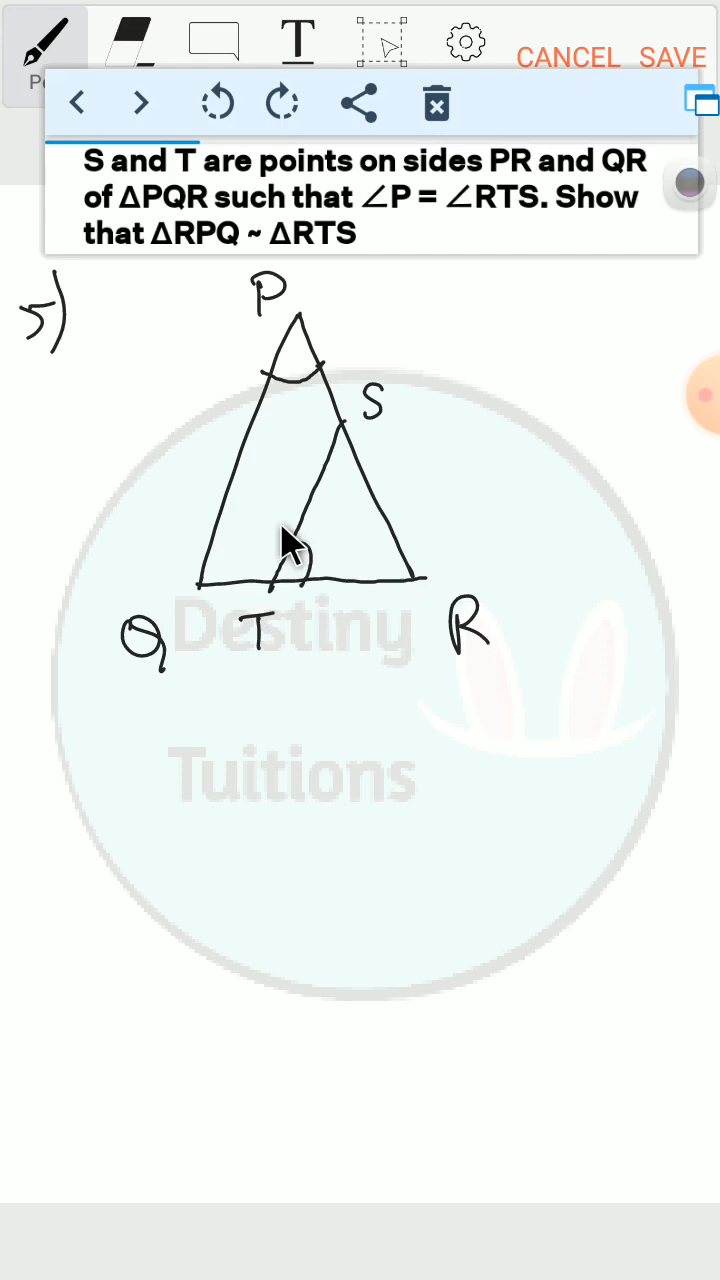 T
CANCEL SAVE
S and T are points on sides PR and QR
of ΔPQR such that ∠P = ∠RTS. Show
that ΔRPQ ~ ΔRTS
5)
P
S
Q T R
Destiny
Tuitions